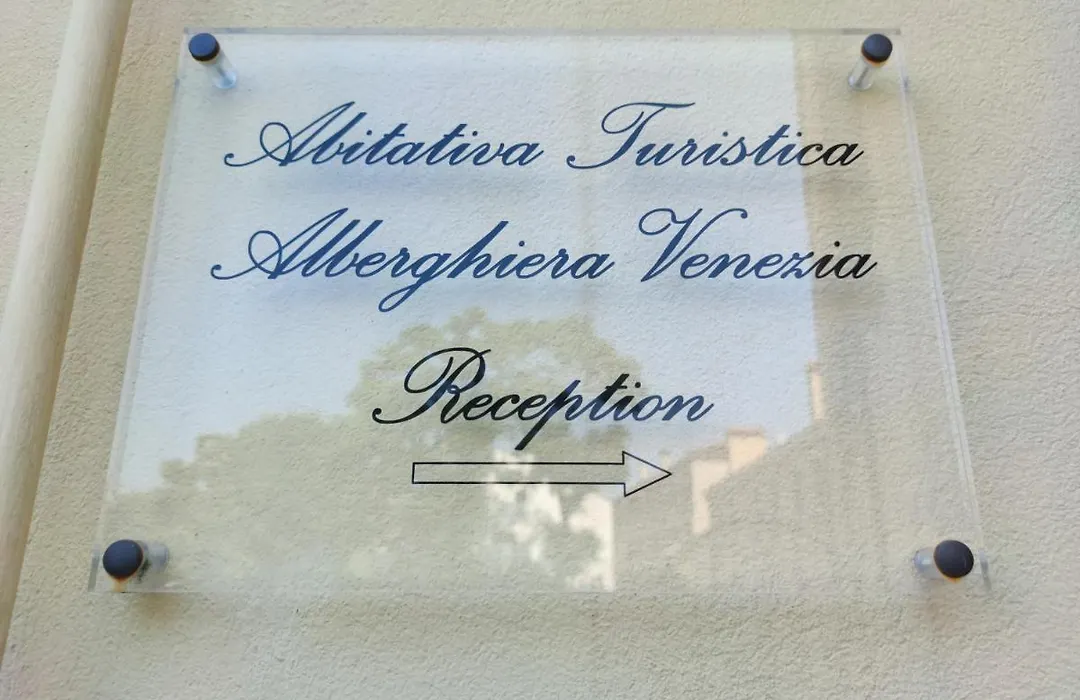 Abitativa Turistica
Alberghiera Venezia
Reception